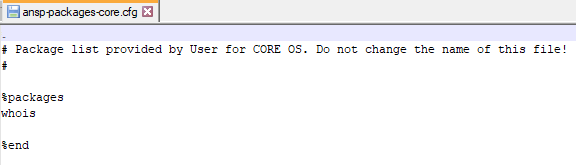 ansp-packages-core.cfg
.
# Package list provided by User for CORE OS. Do not change the name of this file!
#
%packages
whois
%end